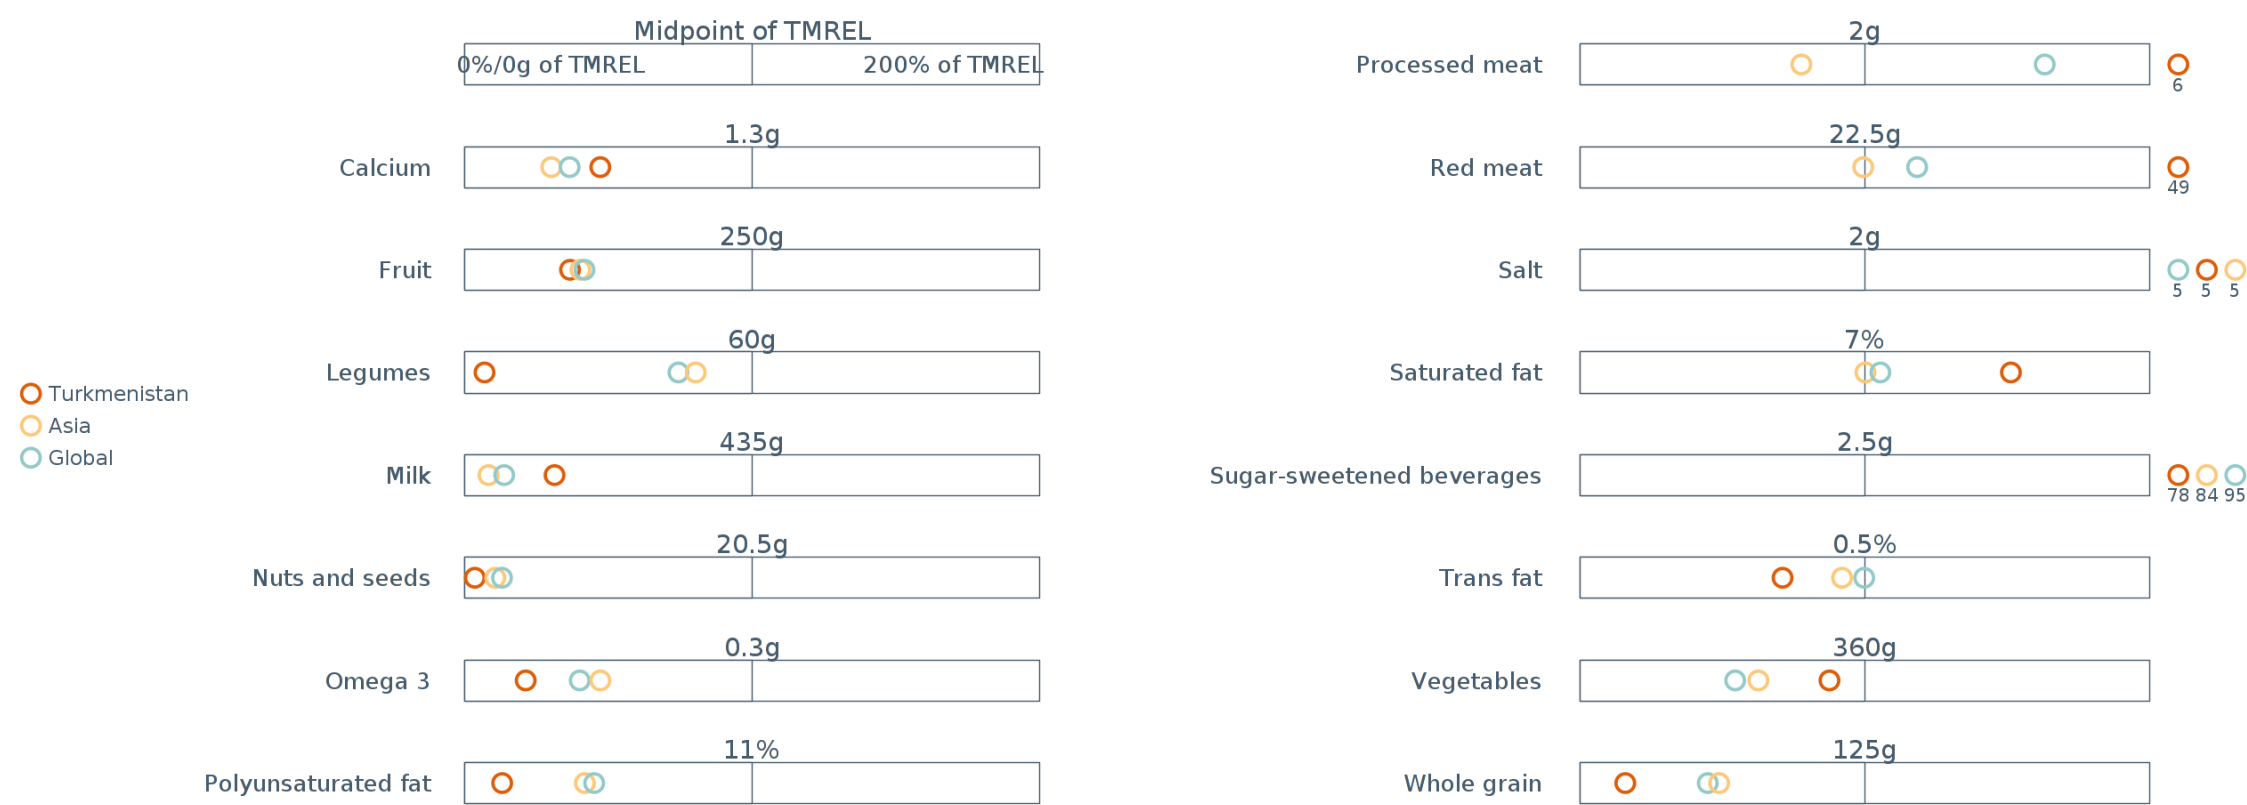 Midpoint of TMREL
0%/0g of TMREL 200% of TMREL
Calcium 1.3g
Fruit 250g
Legumes 60g
Milk 435g
Nuts and seeds 20.5g
Omega 3 0.3g
Polyunsaturated fat 11%
Turkmenistan
Asia
Global
Processed meat 2g
6
Red meat 22.5g
49
Salt 2g
5 5 5
Saturated fat 7%
Sugar-sweetened beverages 2.5g
78 84 95
Trans fat 0.5%
Vegetables 360g
Whole grain 125g